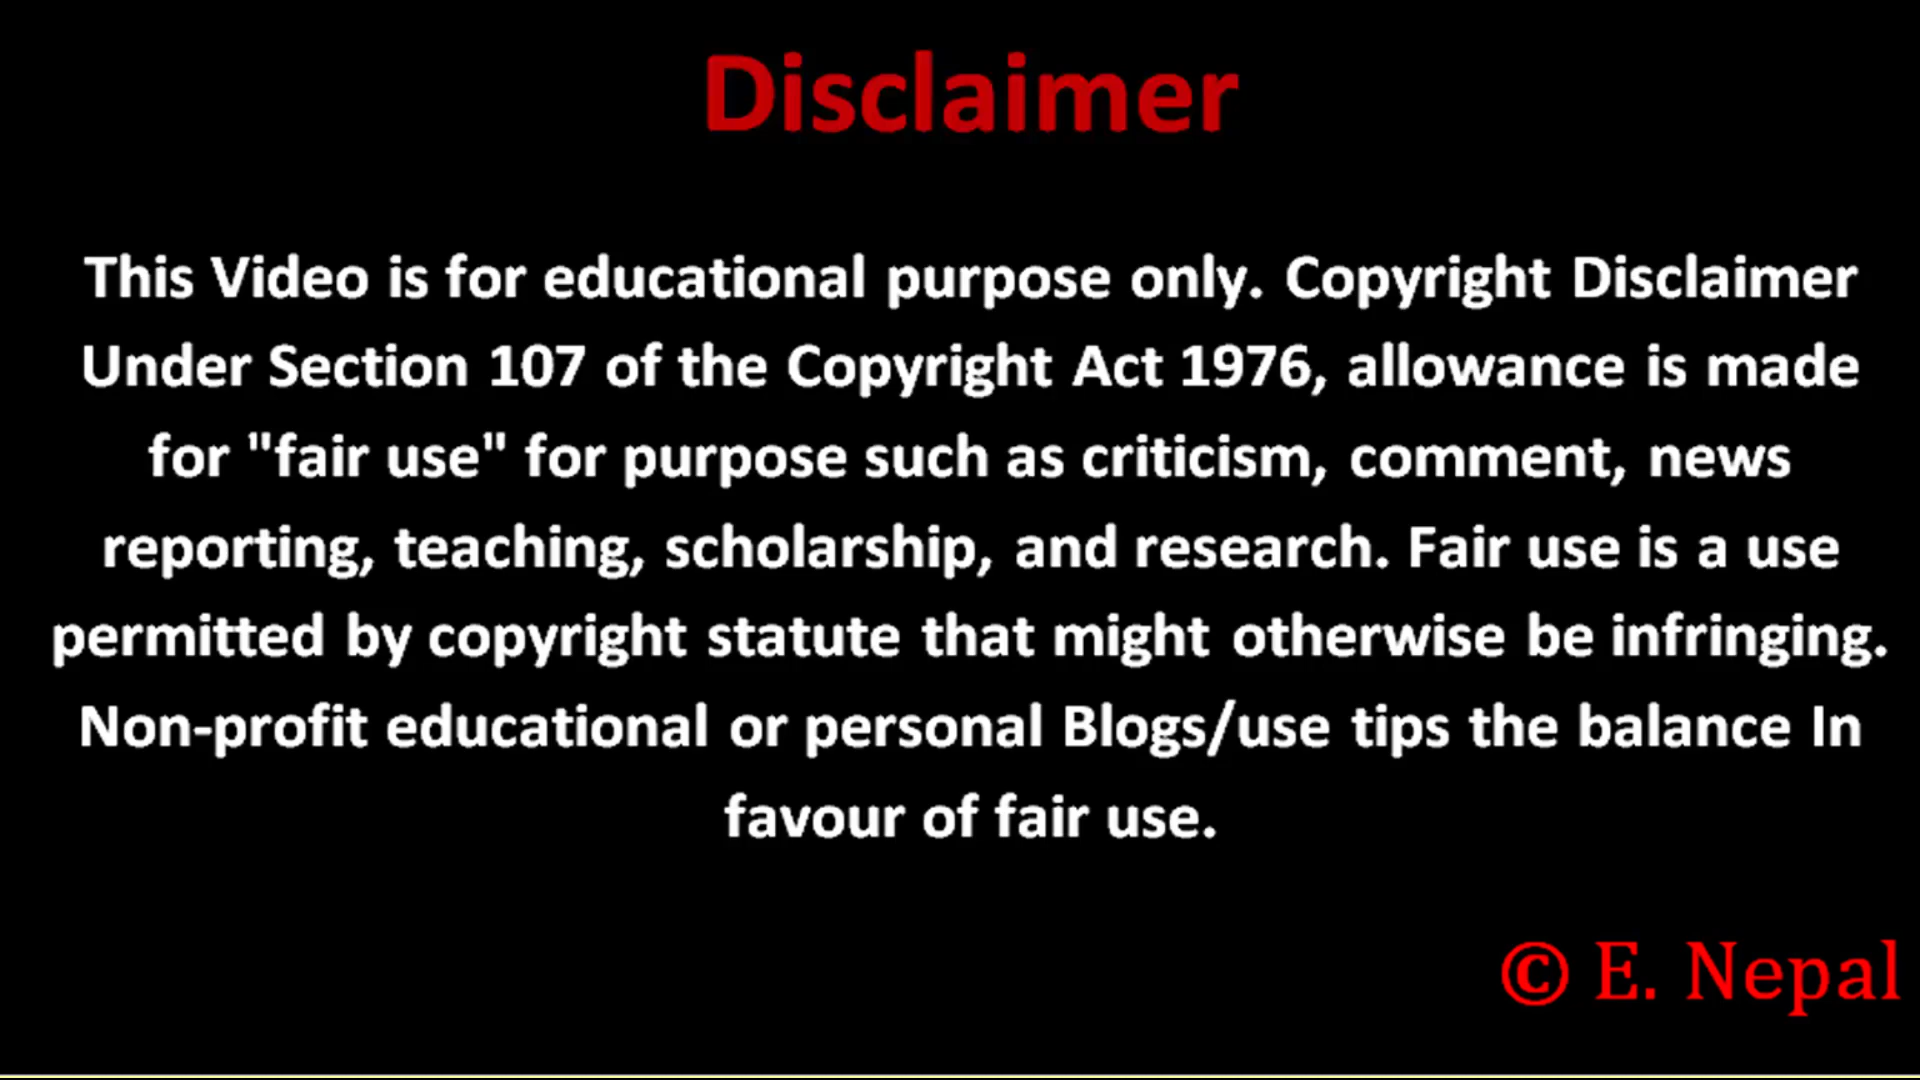 Disclaimer
This Video is for educational purpose only. Copyright Disclaimer
Under Section 107 of the Copyright Act 1976, allowance is made
for "fair use" for purpose such as criticism, comment, news
reporting, teaching, scholarship, and research. Fair use is a use
permitted by copyright statute that might otherwise be infringing.
Non-profit educational or personal Blogs/use tips the balance In
favour of fair use.
© E. Nepal